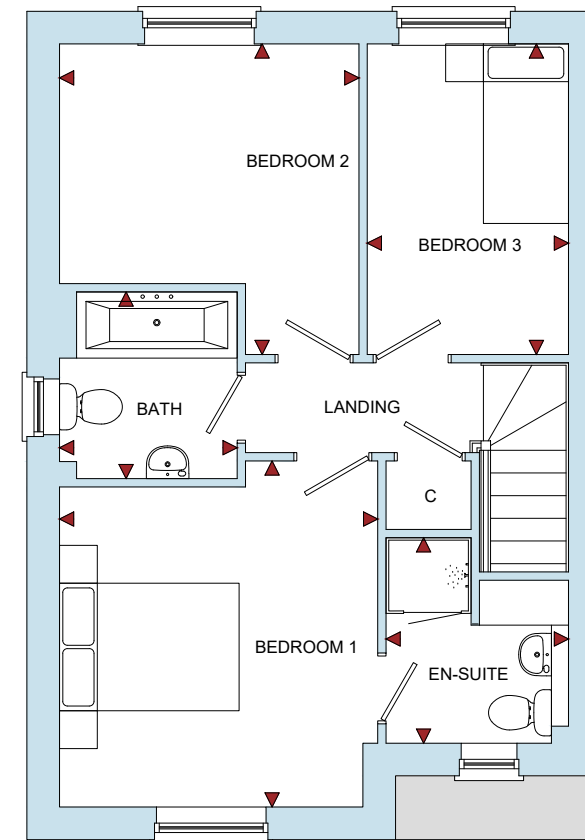 BEDROOM 2
BEDROOM 3
BATH
LANDING
C
BEDROOM 1
EN-SUITE